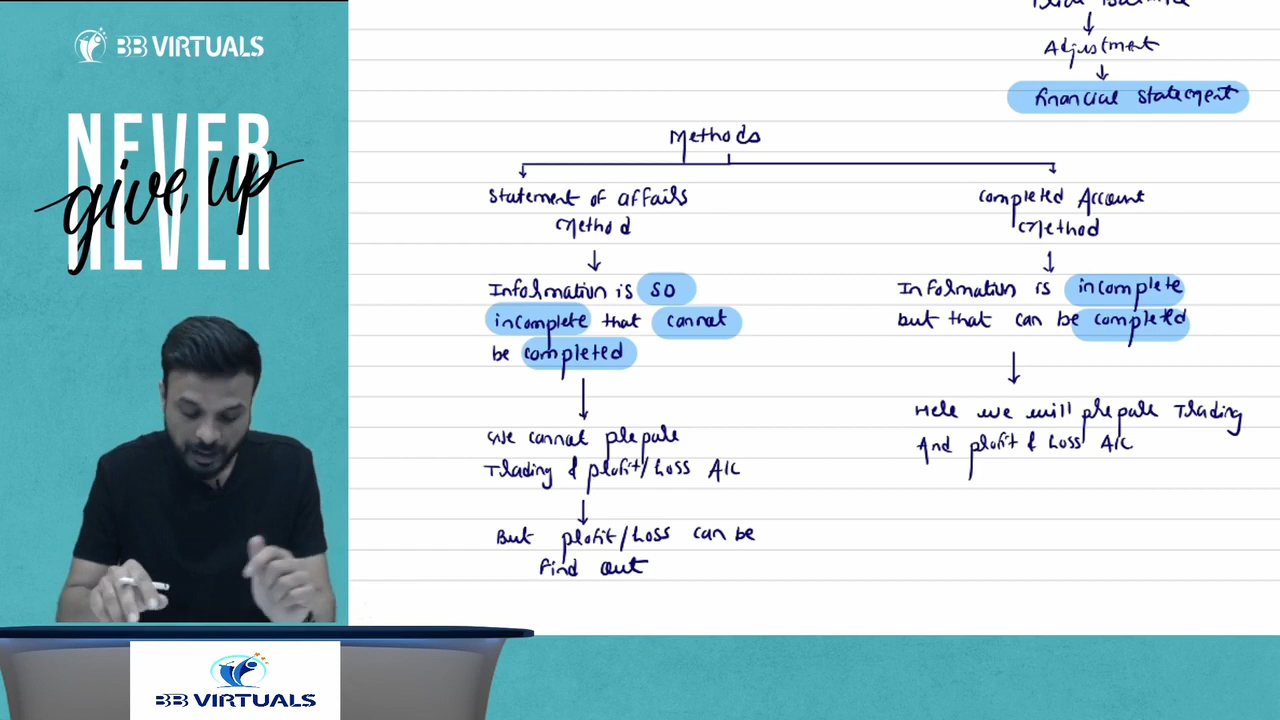 BB VIRTUALS
NEVER
give up
NEVER
Adjustment
financial statement
Methods
Statement of affairs
Method
Information is so
incomplete that cannot
be completed
We cannot prepare
Trading & profit/Loss A/c
But profit/Loss can be
find out
Completed Account
Method
Information is incomplete
but that can be completed
Here we will prepare Trading
And profit & Loss A/c
BB VIRTUALS